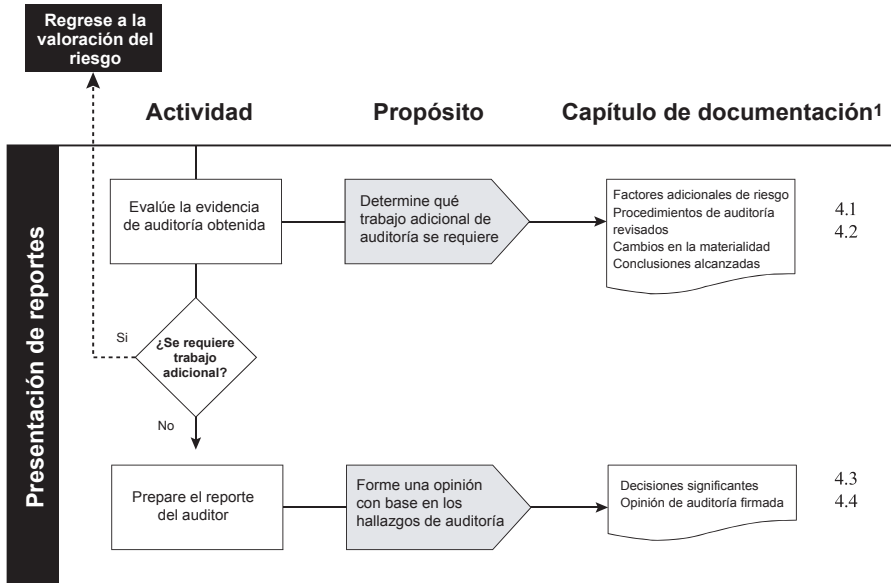 Regrese a la
valoración del
riesgo
Actividad
Propósito
Capítulo de documentación1
Presentación de reportes
Evalúe la evidencia
de auditoría obtenida
Determine qué
trabajo adicional de
auditoría se requiere
Factores adicionales de riesgo
Procedimientos de auditoría
revisados
Cambios en la materialidad
Conclusiones alcanzadas
4.1
4.2
Si
¿Se requiere
trabajo
adicional?
No
Prepare el reporte
del auditor
Forme una opinión
con base en los
hallazgos de auditoría
Decisiones significantes
Opinión de auditoría firmada
4.3
4.4